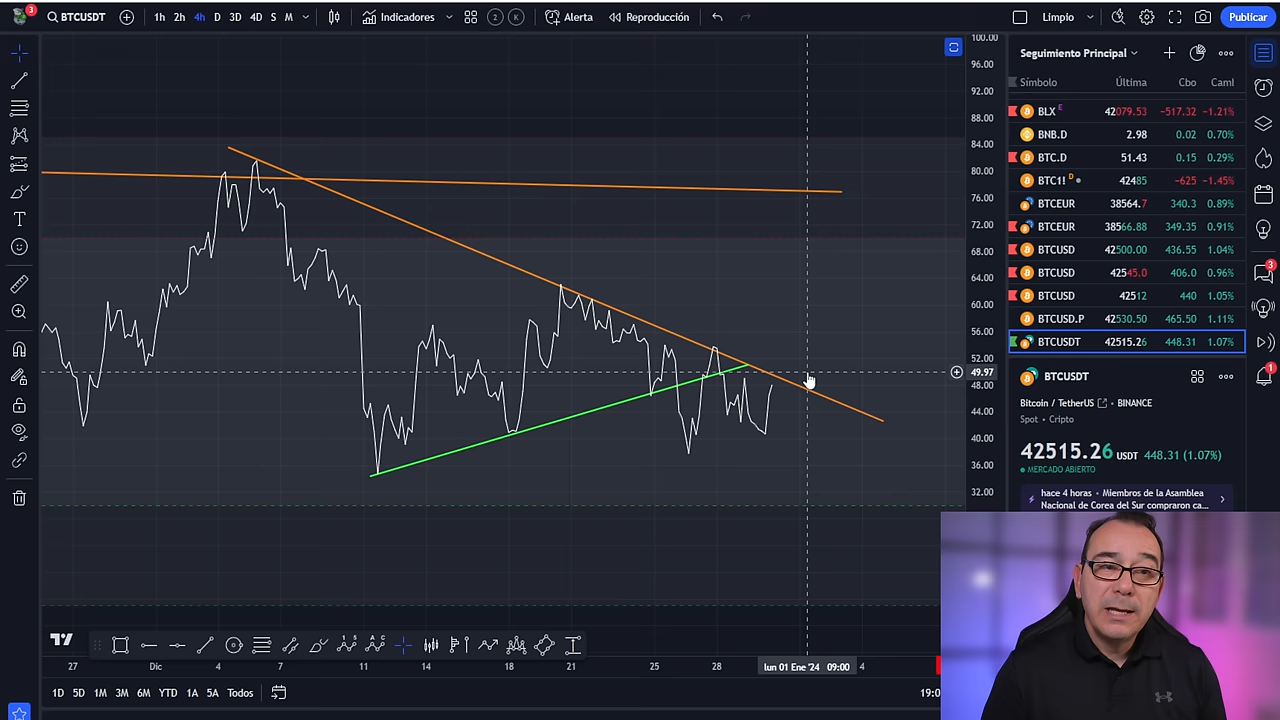 3
BTCUSDT
1h 2h 4h D 3D 4D S M
Indicadores
2 K
Alerta
Reproducción
Limpio
Publicar
100.00
96.00
92.00
88.00
84.00
80.00
76.00
72.00
68.00
64.00
60.00
56.00
52.00
49.97
48.00
44.00
40.00
36.00
32.00
27 Dic 4 7 11 14 18 21 25 28 lun 01 Ene '24 09:00 4
1D 5D 1M 3M 6M YTD 1A 5A Todos
19:0
Seguimiento Principal
Símbolo Última Cbo Caml
BLX E 42079.53 −517.32 −1.21%
BNB.D 2.98 0.02 0.70%
BTC.D 51.43 0.15 0.29%
BTC1! D 42485 −625 −1.45%
BTCEUR 38564.7 340.3 0.89%
BTCEUR 38566.88 349.35 0.91%
BTCUSD 42500.00 436.55 1.04%
BTCUSD 42545.0 406.0 0.96%
BTCUSD 42512 440 1.05%
BTCUSD.P 42530.50 465.50 1.11%
BTCUSDT 42515.26 448.31 1.07%
BTCUSDT
Bitcoin / TetherUS BINANCE
Spot • Cripto
42515.26 USDT 448.31 (1.07%)
MERCADO ABIERTO
hace 4 horas • Miembros de la Asamblea
Nacional de Corea del Sur compraron ca...
3
1